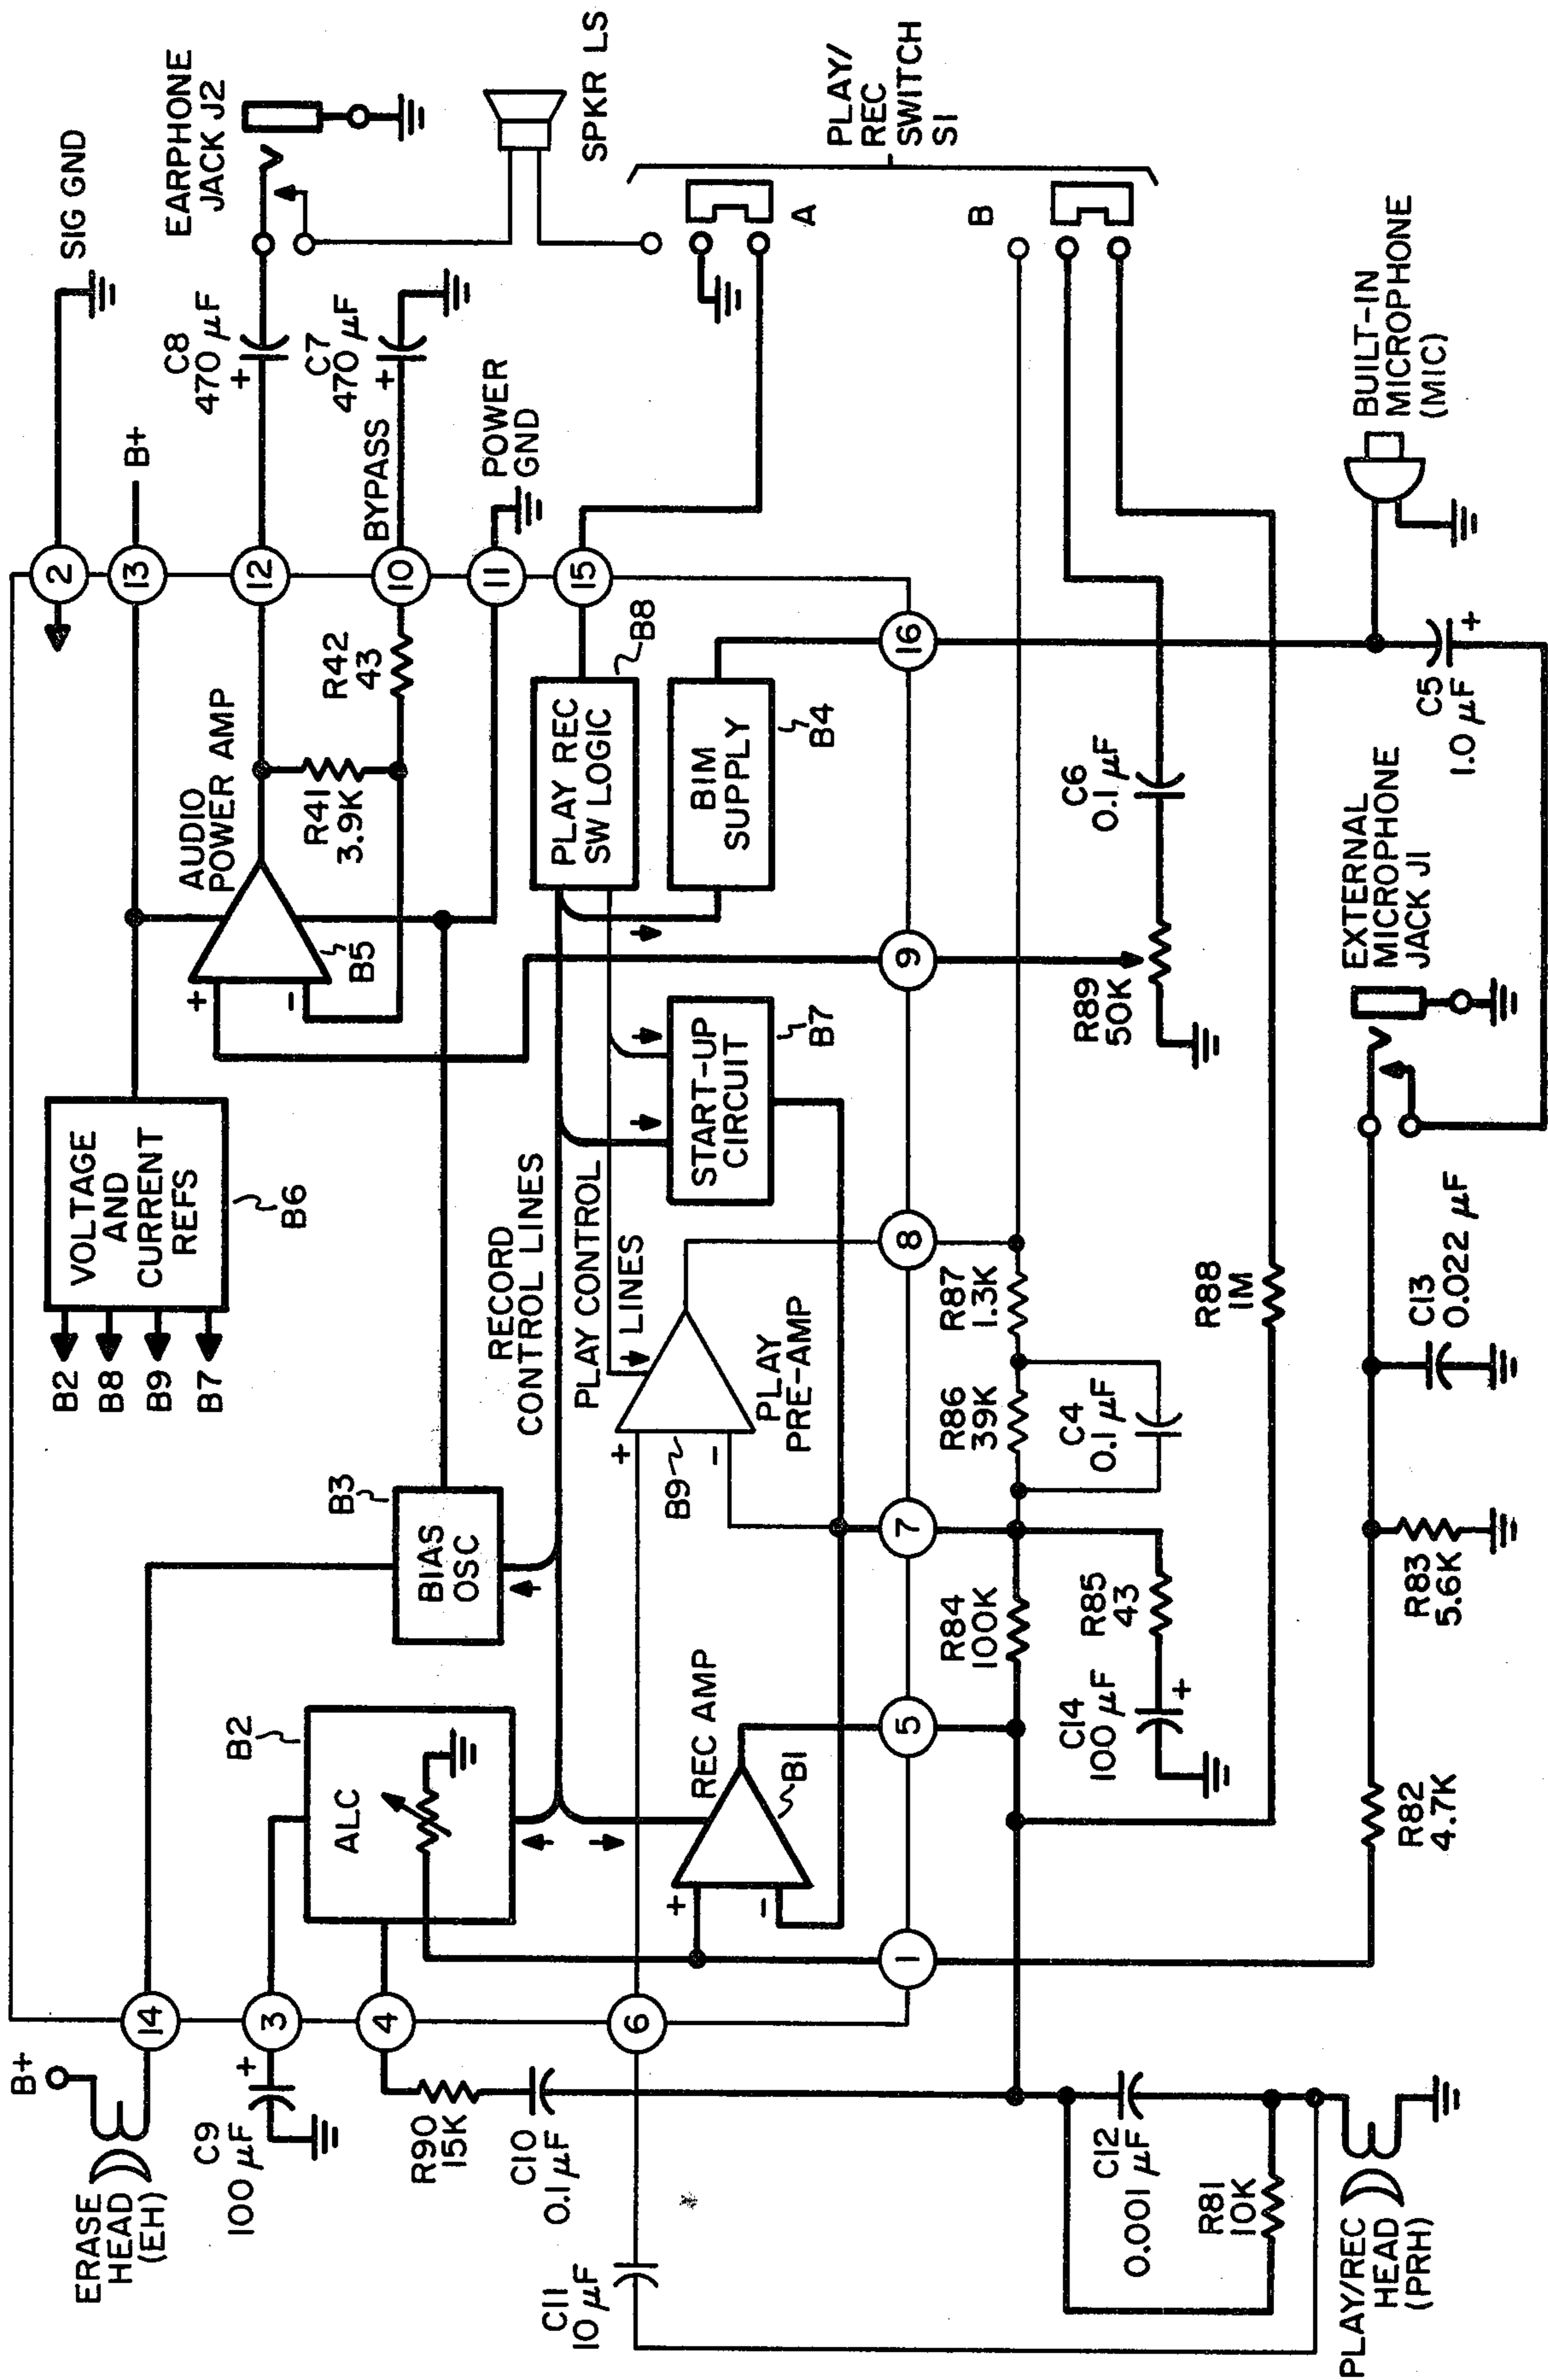 B+
ERASE
HEAD
(EH)
14
C9
100 µF
+
3
R90
15K
4
C10
0.1 µF
C11
10 µF
6
C12
0.001 µF
R81
10K
PLAY/REC
HEAD
(PRH)
B2
ALC
B3
BIAS
OSC
REC AMP
+
−
B1
1
5
B2
B8
B9
B7
VOLTAGE
AND
CURRENT
REFS
B6
RECORD
CONTROL LINES
PLAY CONTROL
LINES
+
−
B9
PLAY
PRE-AMP
7
8
START-UP
CIRCUIT
B7
AUDIO
POWER AMP
+
−
B5
R41
3.9K
R42
43
PLAY REC
SW LOGIC
B8
BIM
SUPPLY
B4
9
16
2
SIG GND
13
B+
12
C8
470 µF
+
10
BYPASS
C7
470 µF
+
11
POWER
GND
15
EARPHONE
JACK J2
SPKR LS
PLAY/
REC
SWITCH
S1
A
B
R84
100K
C14
100 µF
+
R85
43
R86
39K
C4
0.1 µF
R87
1.3K
R88
1M
R89
50K
C6
0.1 µF
R82
4.7K
R83
5.6K
C13
0.022 µF
EXTERNAL
MICROPHONE
JACK J1
C5
1.0 µF
+
BUILT-IN
MICROPHONE
(MIC)